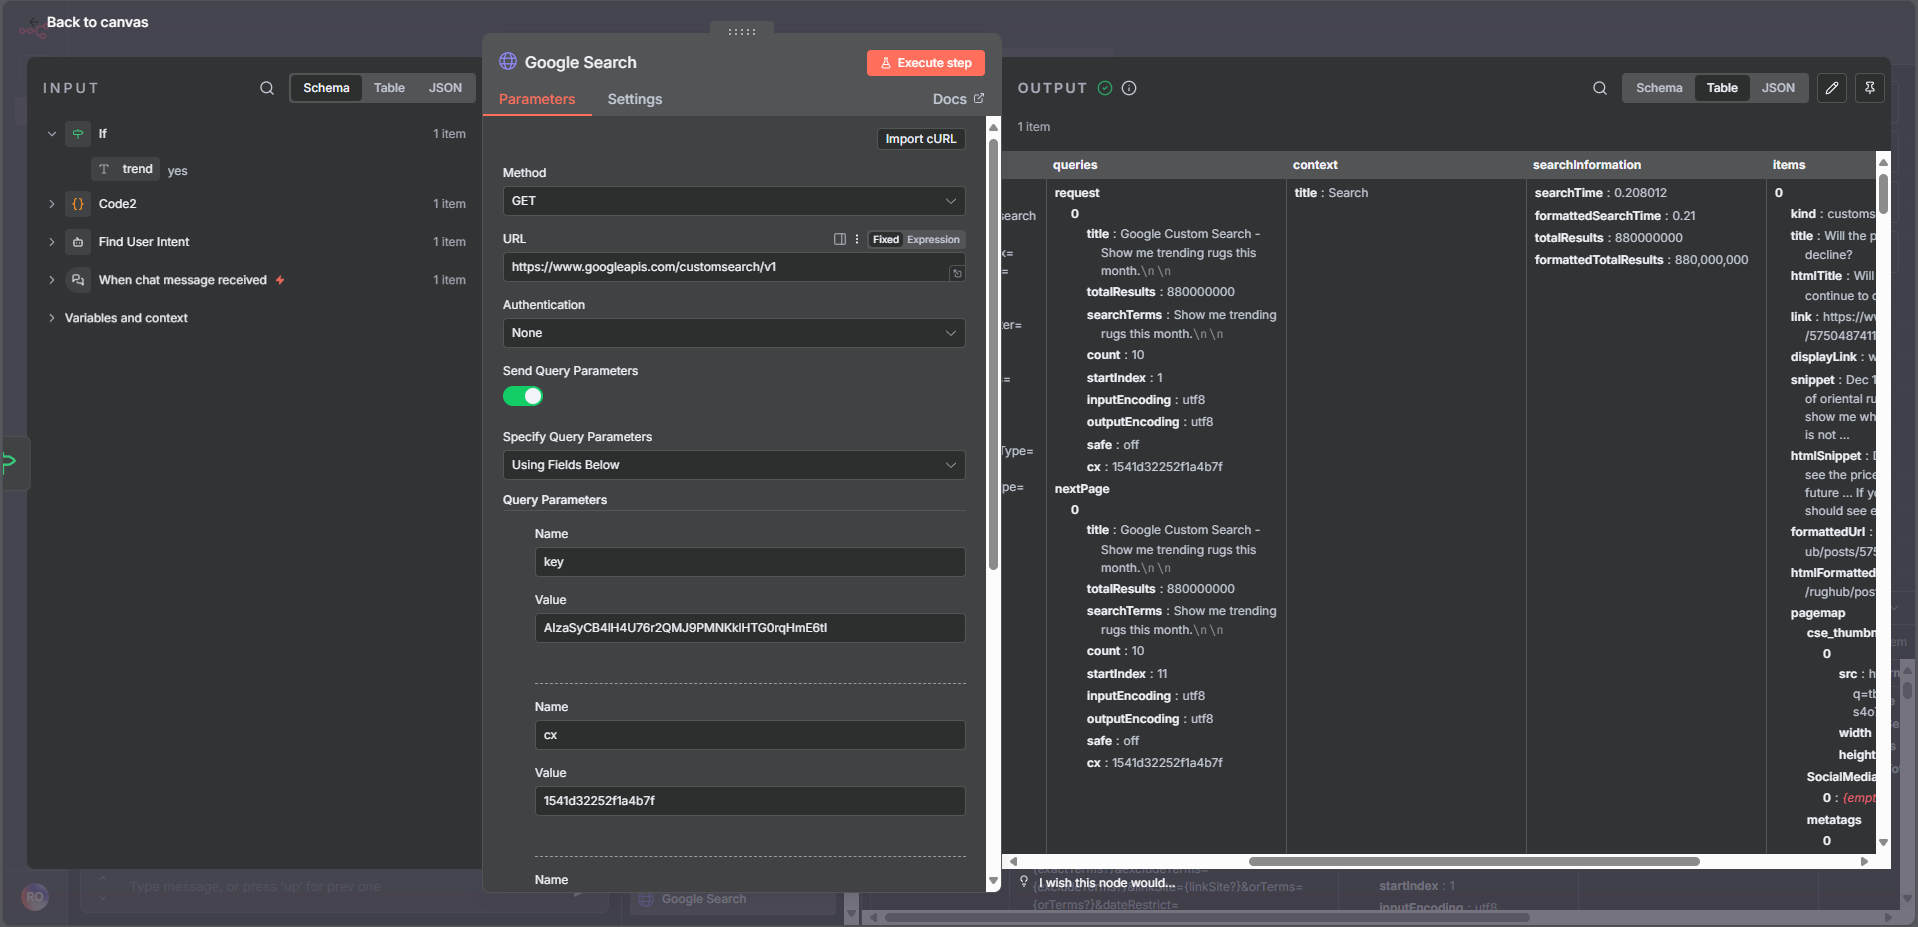 Back to canvas
INPUT
Schema
Table
JSON
If
1 item
T trend
yes
{} Code2
1 item
Find User Intent
1 item
When chat message received
1 item
Variables and context
Google Search
Execute step
Parameters
Settings
Docs
Import cURL
Method
GET
URL
Fixed
Expression
https://www.googleapis.com/customsearch/v1
Authentication
None
Send Query Parameters
Specify Query Parameters
Using Fields Below
Query Parameters
Name
key
Value
Name
cx
Value
1541d32252f1a4b7f
Name
OUTPUT
Schema
Table
JSON
1 item
queries
context
searchInformation
items
search
ter=
Type=
pe=
request
0
title : Google Custom Search -
Show me trending rugs this
month.\n\n
totalResults : 880000000
searchTerms : Show me trending
rugs this month.\n\n
count : 10
startIndex : 1
inputEncoding : utf8
outputEncoding : utf8
safe : off
cx : 1541d32252f1a4b7f
nextPage
0
title : Google Custom Search -
Show me trending rugs this
month.\n\n
totalResults : 880000000
searchTerms : Show me trending
rugs this month.\n\n
count : 10
startIndex : 11
inputEncoding : utf8
outputEncoding : utf8
safe : off
cx : 1541d32252f1a4b7f
title : Search
searchTime : 0.208012
formattedSearchTime : 0.21
totalResults : 880000000
formattedTotalResults : 880,000,000
0
kind : customs
title : Will the p
decline?
htmlTitle : Will
continue to
link : https://w
/5750487411
displayLink : w
snippet : Dec 1
of oriental ru
show me wh
is not ...
htmlSnippet :
see the price
future ... If y
should see e
formattedUrl :
ub/posts/575
htmlFormatted
/rughub/pos
pagemap
cse_thumbn
0
src : h
q=tb
s4o
width
height
SocialMedia
0 : {empt
metatags
0
I wish this node would...
RO
Type message, or press 'up' for prev one
Google Search
{excludeTerms?}&linkSite={linkSite?}&orTerms=
{orTerms?}&dateRestrict=
startIndex : 1
inputEncoding : utf8